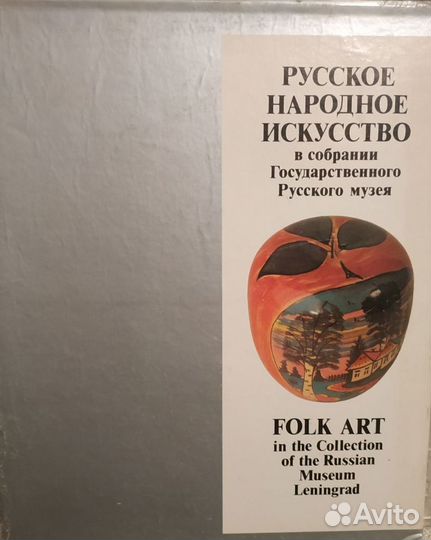 РУССКОЕ
НАРОДНОЕ
ИСКУССТВО
в собрании
Государственного
Русского музея
FOLK ART
in the Collection
of the Russian
Museum
Leningrad
Avito